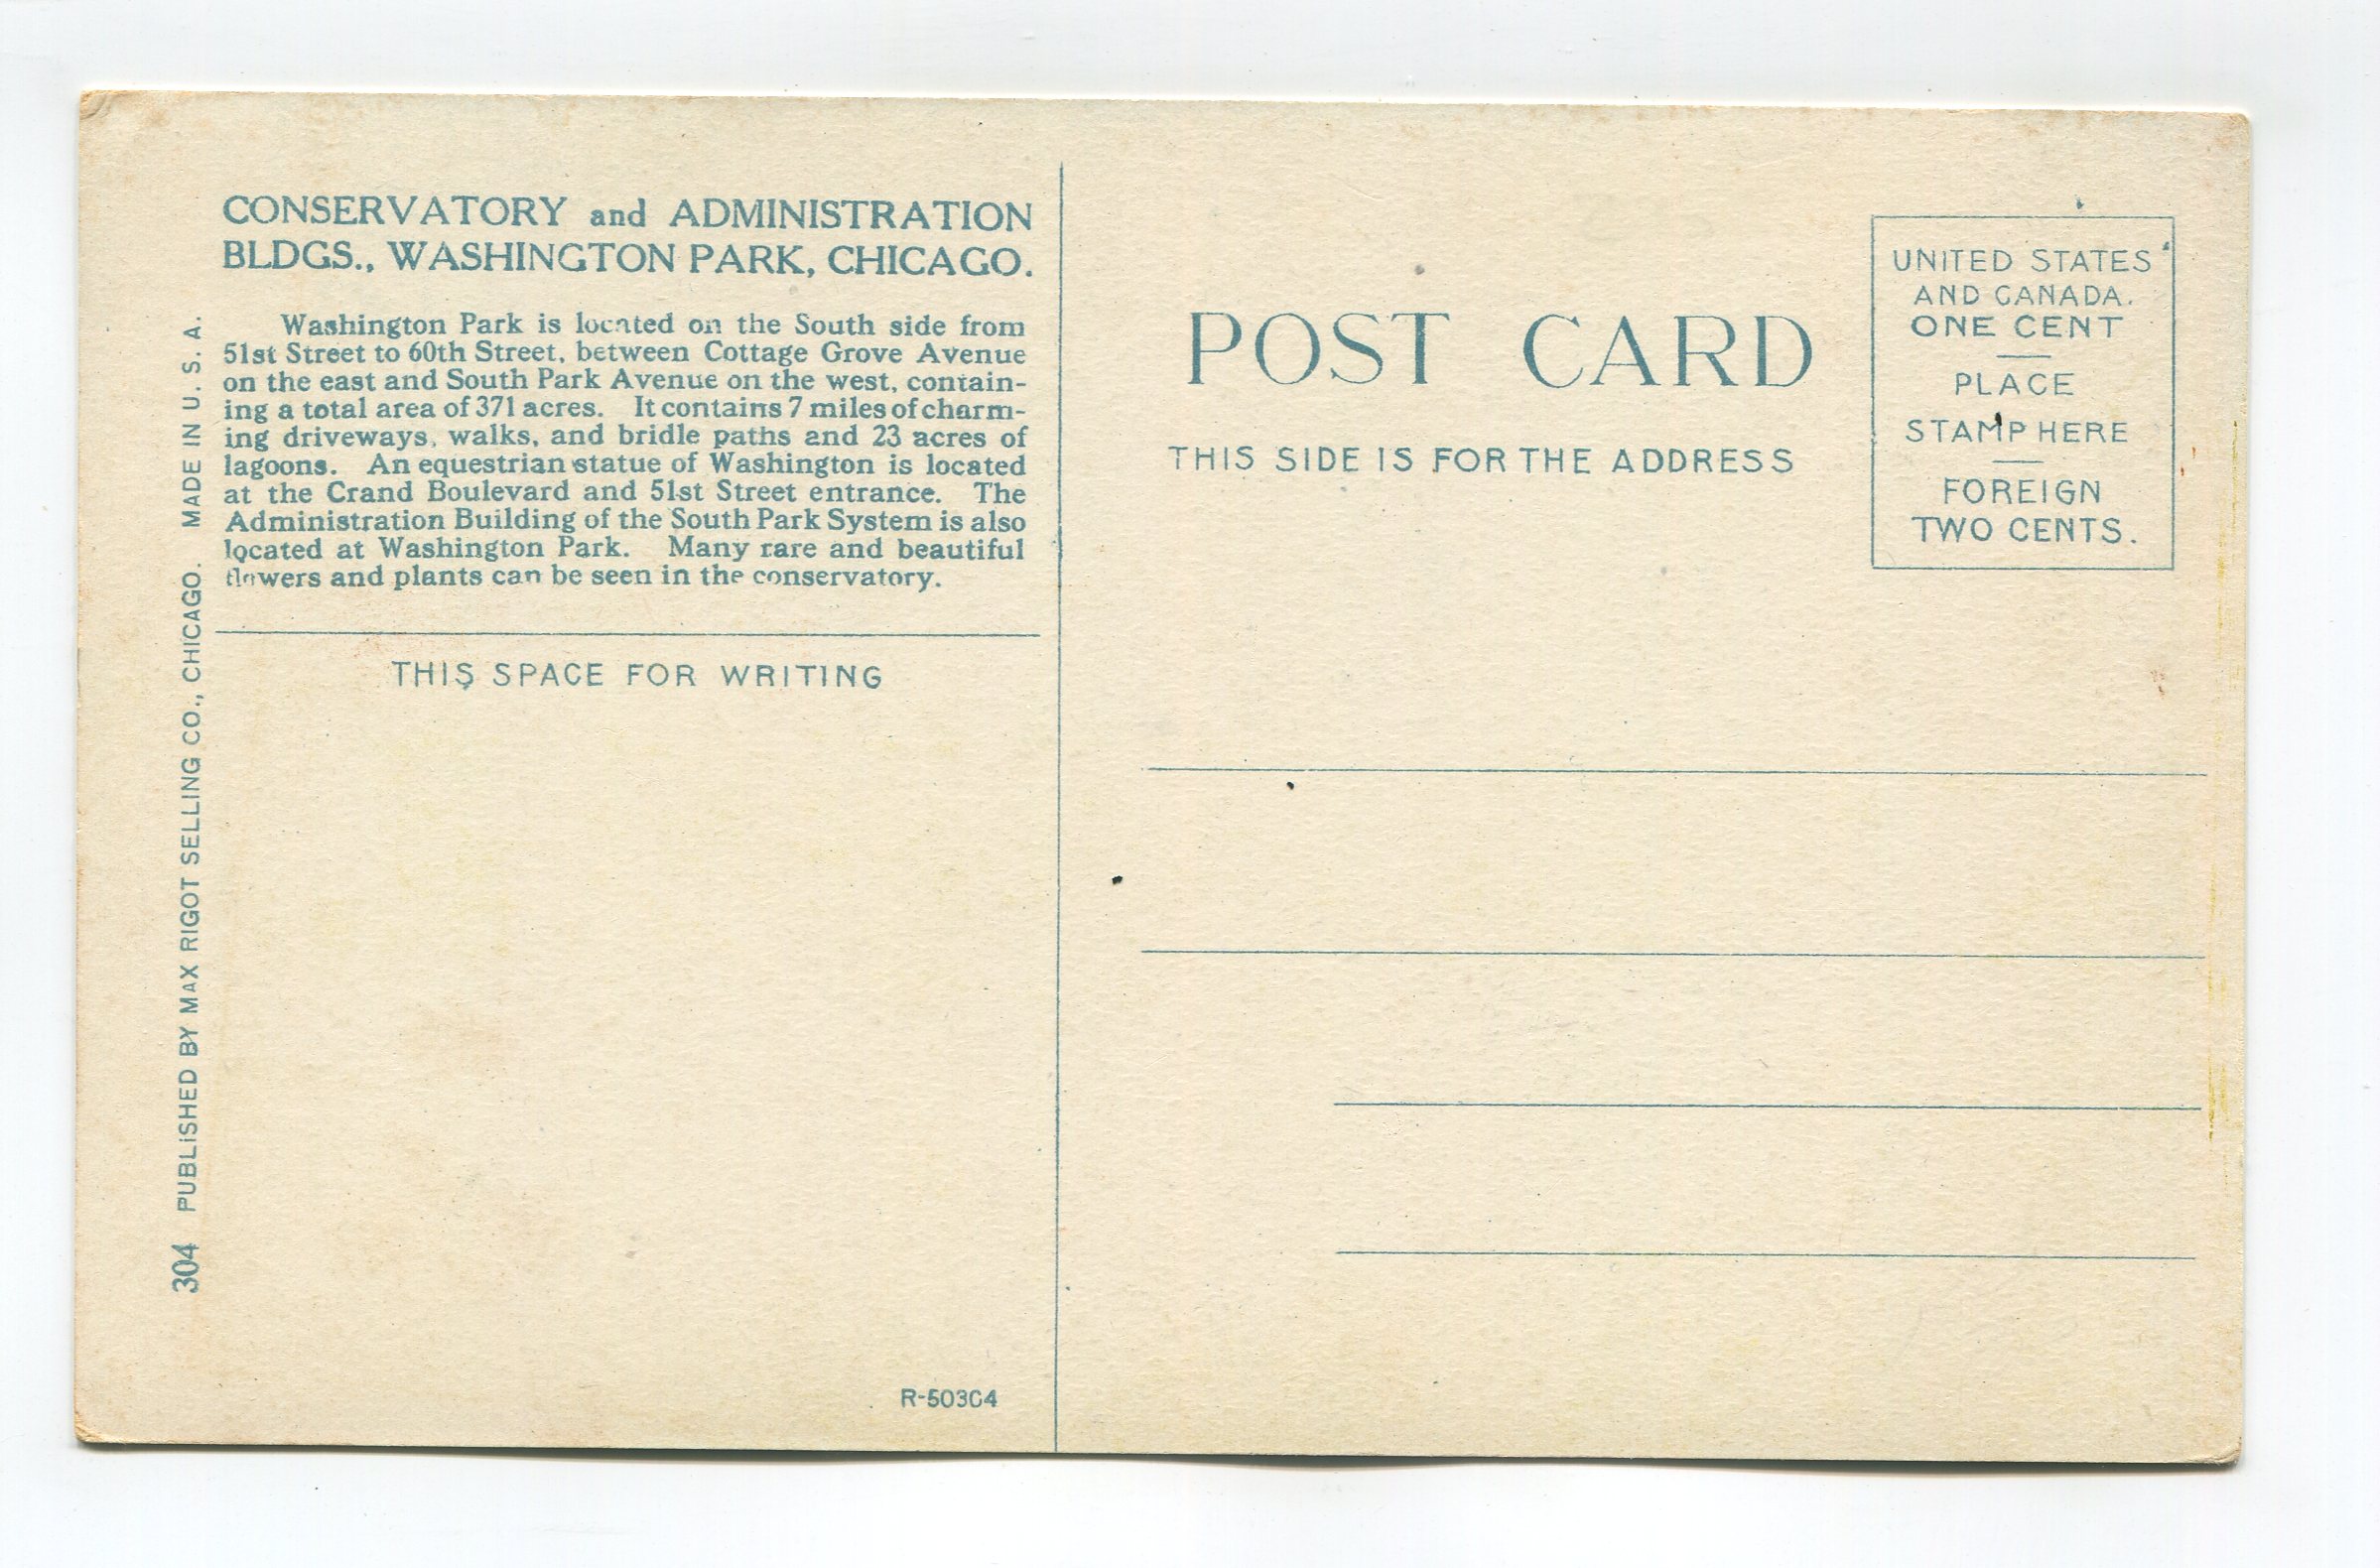 CONSERVATORY and ADMINISTRATION
BLDGS., WASHINGTON PARK, CHICAGO.
Washington Park is located on the South side from
51st Street to 60th Street, between Cottage Grove Avenue
on the east and South Park Avenue on the west, contain-
ing a total area of 371 acres. It contains 7 miles of charm-
ing driveways, walks, and bridle paths and 23 acres of
lagoons. An equestrian statue of Washington is located
at the Crand Boulevard and 51st Street entrance. The
Administration Building of the South Park System is also
located at Washington Park. Many rare and beautiful
flowers and plants can be seen in the conservatory.
THIS SPACE FOR WRITING
304 PUBLISHED BY MAX RIGOT SELLING CO., CHICAGO. MADE IN U. S. A.
R-50304
POST CARD
THIS SIDE IS FOR THE ADDRESS
UNITED STATES
AND CANADA.
ONE CENT
PLACE
STAMP HERE
FOREIGN
TWO CENTS.